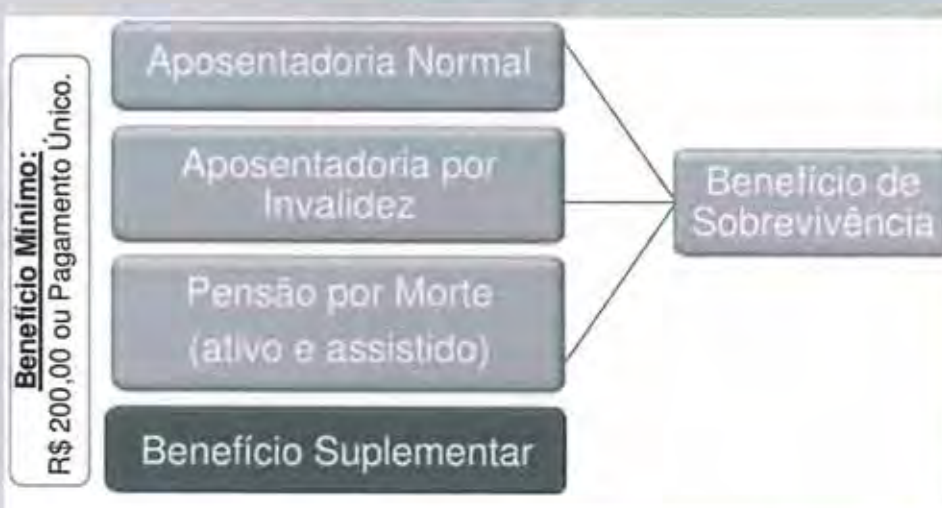 Benefício Mínimo:
R$ 200,00 ou Pagamento Único.
Aposentadoria Normal
Aposentadoria por
Invalidez
Pensão por Morte
(ativo e assistido)
Benefício Suplementar
Benefício de
Sobrevivência